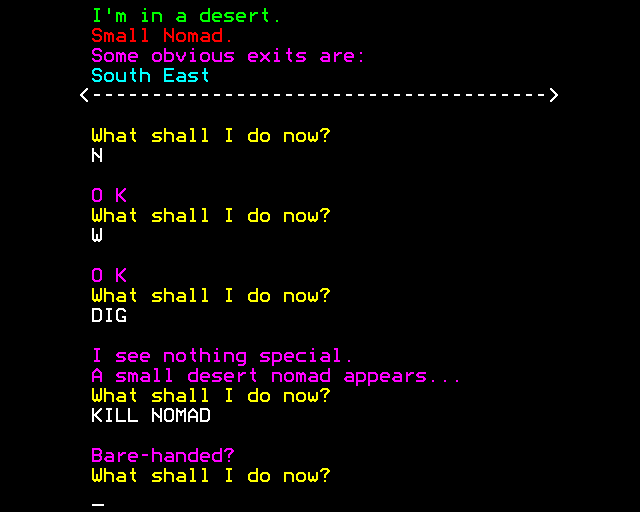 I'm in a desert.
Small Nomad.
Some obvious exits are:
South East
<--------------------------------------->
What shall I do now?
N
O K
What shall I do now?
W
O K
What shall I do now?
DIG
I see nothing special.
A small desert nomad appears...
What shall I do now?
KILL NOMAD
Bare-handed?
What shall I do now?
_